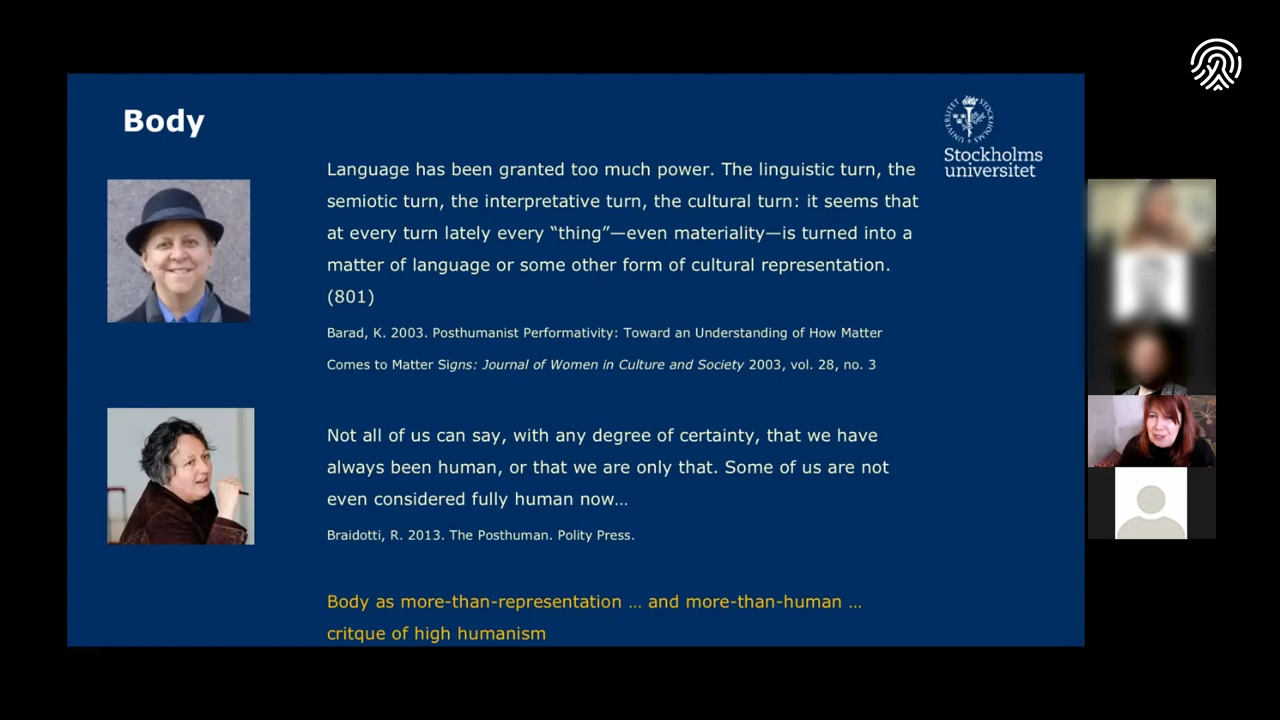 Body
STOCKHOLMS UNIVERSITET
Stockholms
universitet
Language has been granted too much power. The linguistic turn, the
semiotic turn, the interpretative turn, the cultural turn: it seems that
at every turn lately every “thing”—even materiality—is turned into a
matter of language or some other form of cultural representation.
(801)
Barad, K. 2003. Posthumanist Performativity: Toward an Understanding of How Matter
Comes to Matter Signs: Journal of Women in Culture and Society 2003, vol. 28, no. 3
Not all of us can say, with any degree of certainty, that we have
always been human, or that we are only that. Some of us are not
even considered fully human now…
Braidotti, R. 2013. The Posthuman. Polity Press.
Body as more-than-representation … and more-than-human …
critque of high humanism